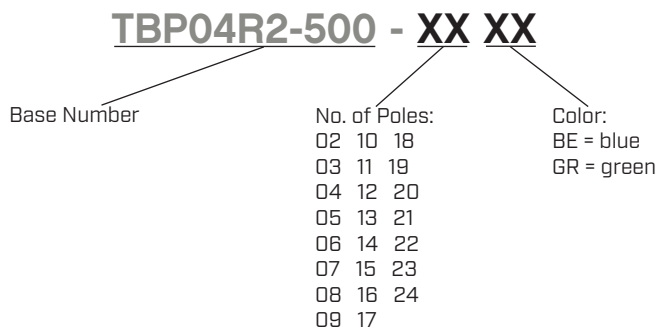 TBP04R2-500 - XX XX
Base Number
No. of Poles:
02 10 18
03 11 19
04 12 20
05 13 21
06 14 22
07 15 23
08 16 24
09 17
Color:
BE = blue
GR = green